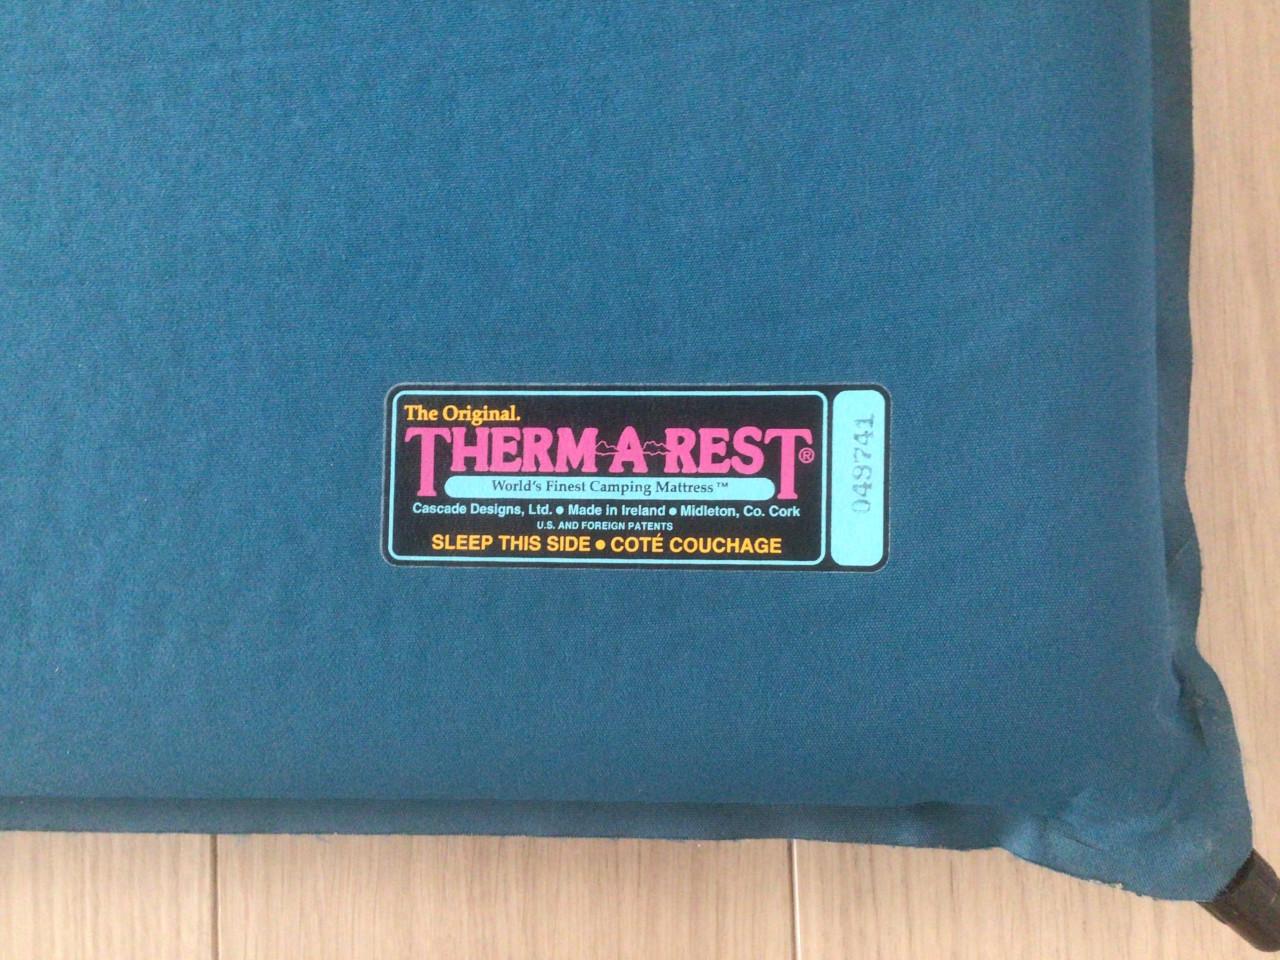 The Original.
THERM-A-REST®
World's Finest Camping Mattress™
Cascade Designs, Ltd. ● Made in Ireland ● Midleton, Co. Cork
U.S. AND FOREIGN PATENTS
SLEEP THIS SIDE ● COTÉ COUCHAGE
049741